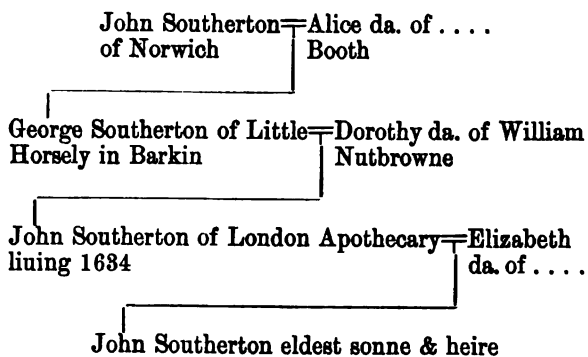 John Southerton=Alice da. of . . . .
of Norwich Booth
George Southerton of Little=Dorothy da. of William
Horsely in Barkin Nutbrowne
John Southerton of London Apothecary=Elizabeth
liuing 1634 da. of . . . .
John Southerton eldest sonne & heire